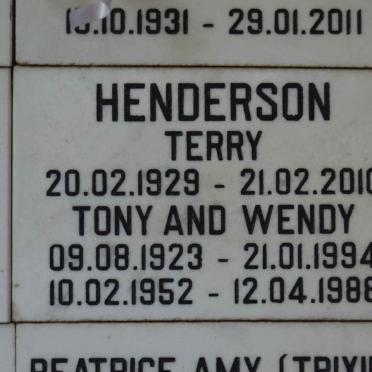 .10.1931 - 29.01.2011
HENDERSON
TERRY
20.02.1929 - 21.02.2010
TONY AND WENDY
09.08.1923 - 21.01.1994
10.02.1952 - 12.04.1988
BEATRICE AMY (TRIXIE